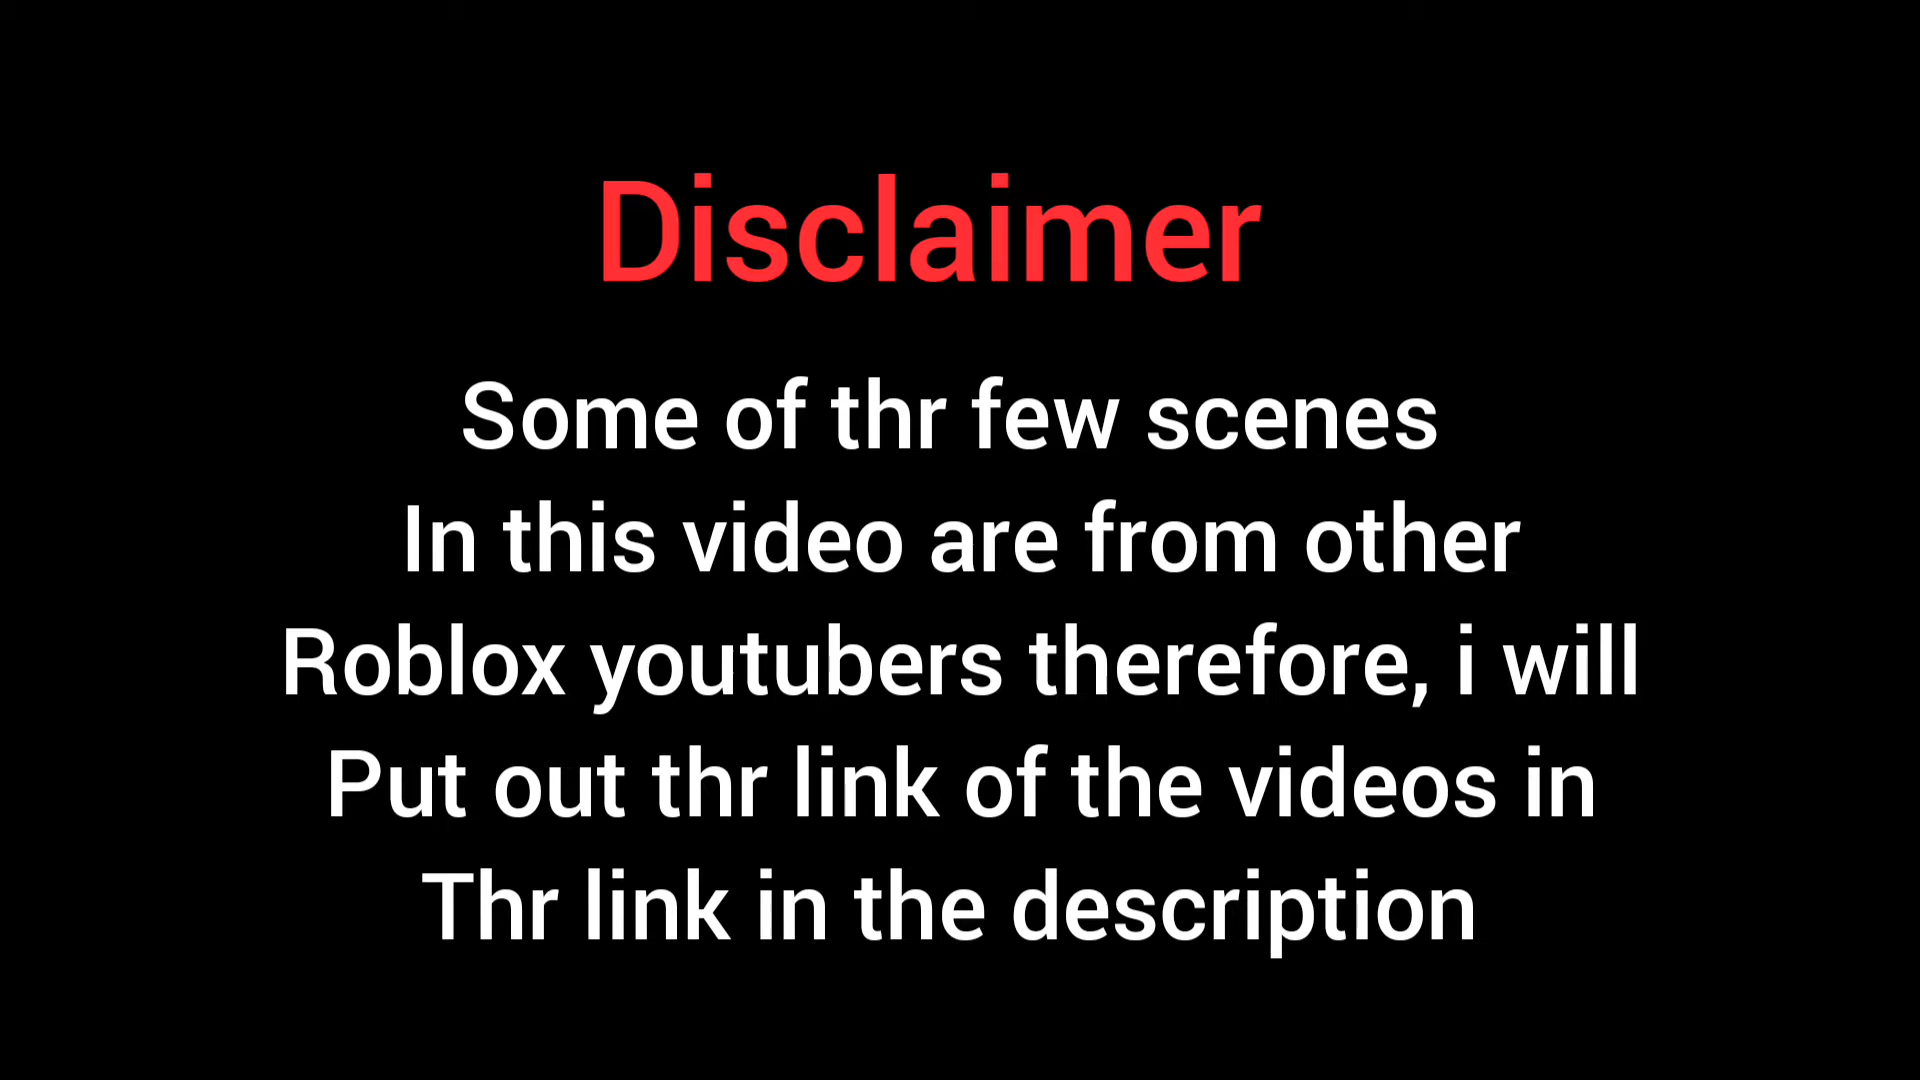 Disclaimer
Some of thr few scenes
In this video are from other
Roblox youtubers therefore, i will
Put out thr link of the videos in
Thr link in the description